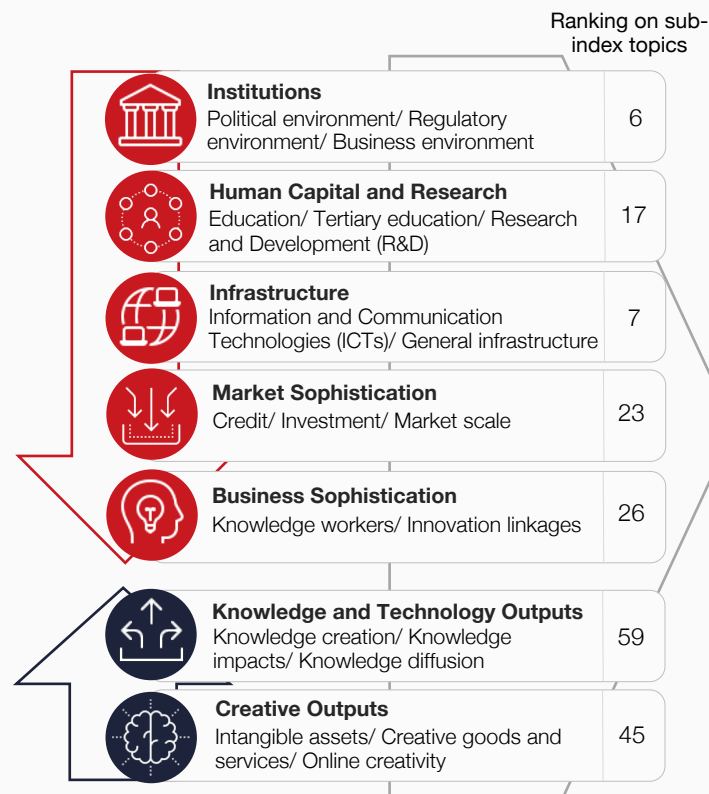 Ranking on sub-
index topics
Institutions
Political environment/ Regulatory
environment/ Business environment
6
Human Capital and Research
Education/ Tertiary education/ Research
and Development (R&D)
17
Infrastructure
Information and Communication
Technologies (ICTs)/ General infrastructure
7
Market Sophistication
Credit/ Investment/ Market scale
23
Business Sophistication
Knowledge workers/ Innovation linkages
26
Knowledge and Technology Outputs
Knowledge creation/ Knowledge
impacts/ Knowledge diffusion
59
Creative Outputs
Intangible assets/ Creative goods and
services/ Online creativity
45